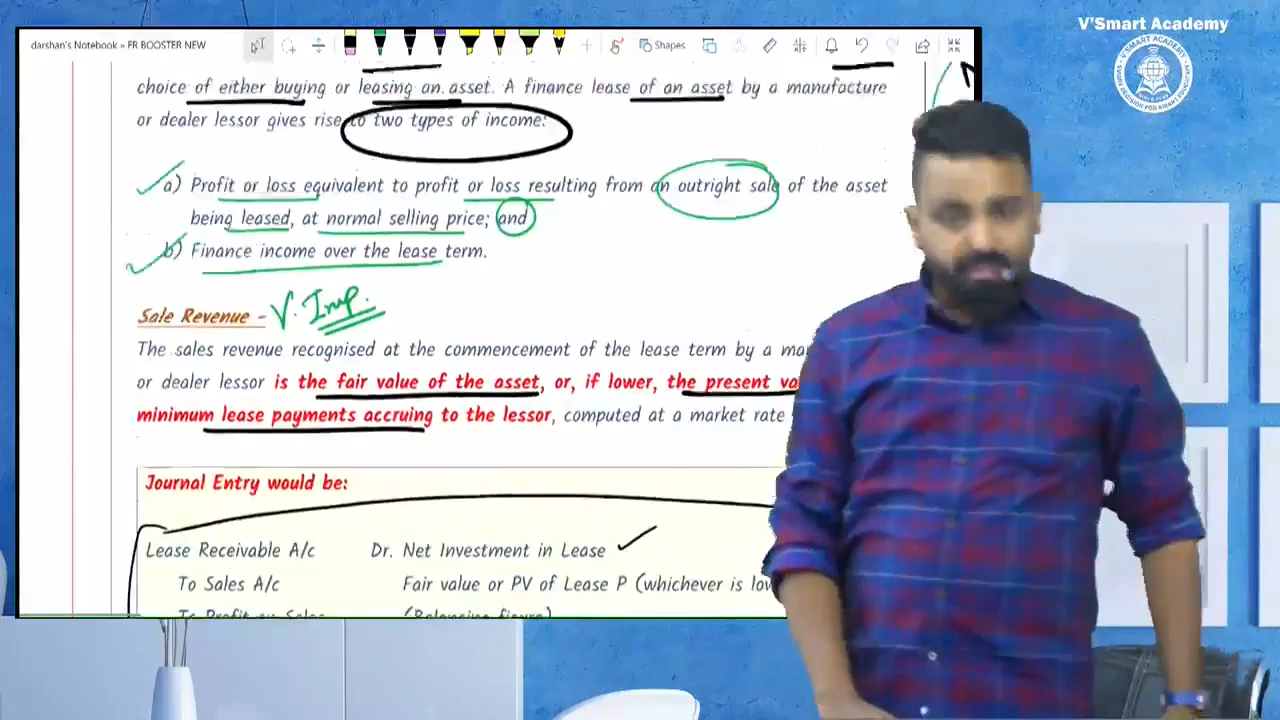 V'Smart Academy
darshan's Notebook » FR BOOSTER NEW
Shapes
choice of either buying or leasing an asset. A finance lease of an asset by a manufacture
or dealer lessor gives rise to two types of income:
a) Profit or loss equivalent to profit or loss resulting from an outright sale of the asset
being leased, at normal selling price; and
b) Finance income over the lease term.
Sale Revenue - V. Imp.
The sales revenue recognised at the commencement of the lease term by a
or dealer lessor is the fair value of the asset, or, if lower, the present
minimum lease payments accruing to the lessor, computed at a market rate
Journal Entry would be:
Lease Receivable A/c Dr. Net Investment in Lease
To Sales A/c Fair value or PV of Lease P (whichever is
To Profit on Sales (Balancing figure)